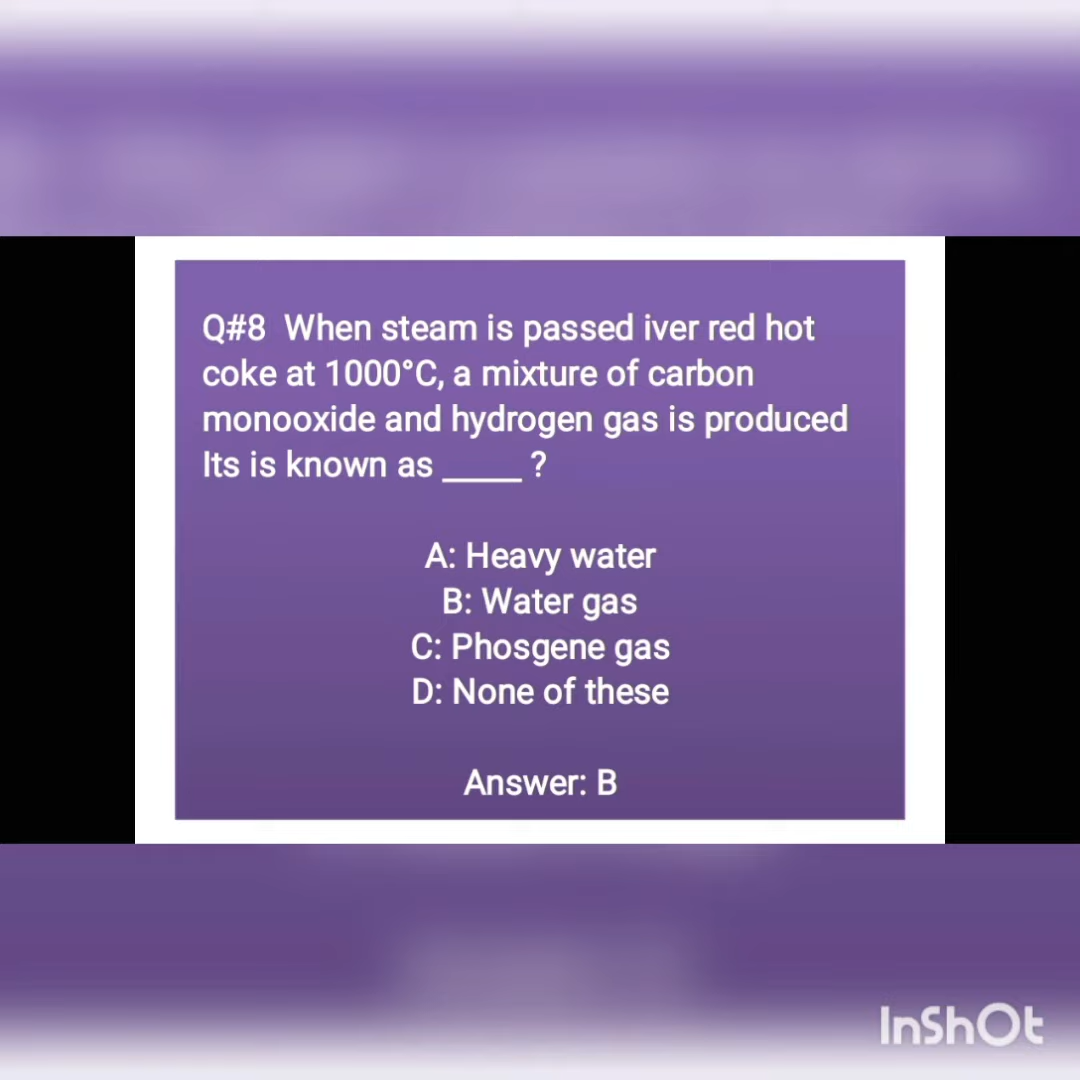 Q#8 When steam is passed iver red hot
coke at 1000°C, a mixture of carbon
monooxide and hydrogen gas is produced
Its is known as _____ ?
A: Heavy water
B: Water gas
C: Phosgene gas
D: None of these
Answer: B
InShOt